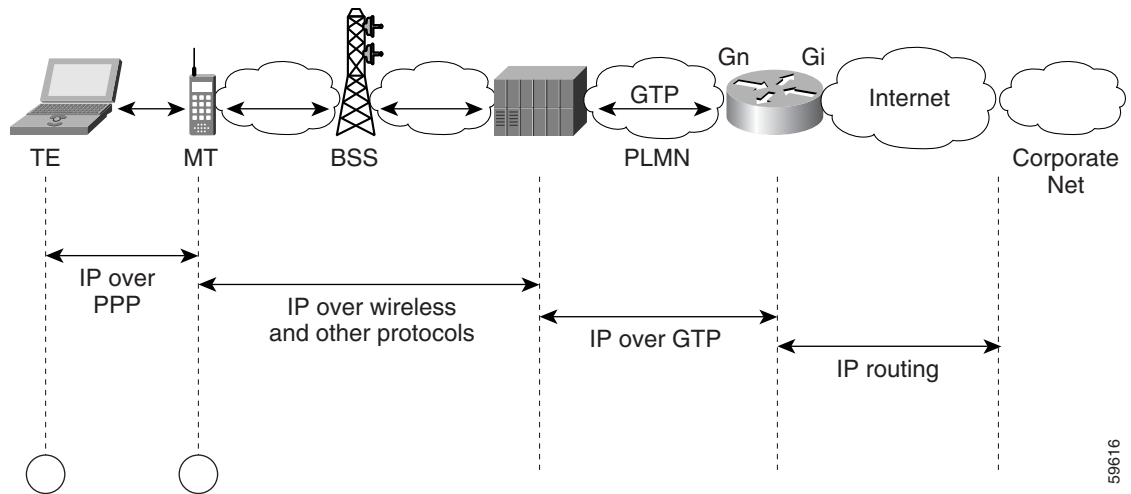 Gn
Gi
GTP
Internet
TE
MT
BSS
PLMN
Corporate
Net
IP over
PPP
IP over wireless
and other protocols
IP over GTP
IP routing
59616